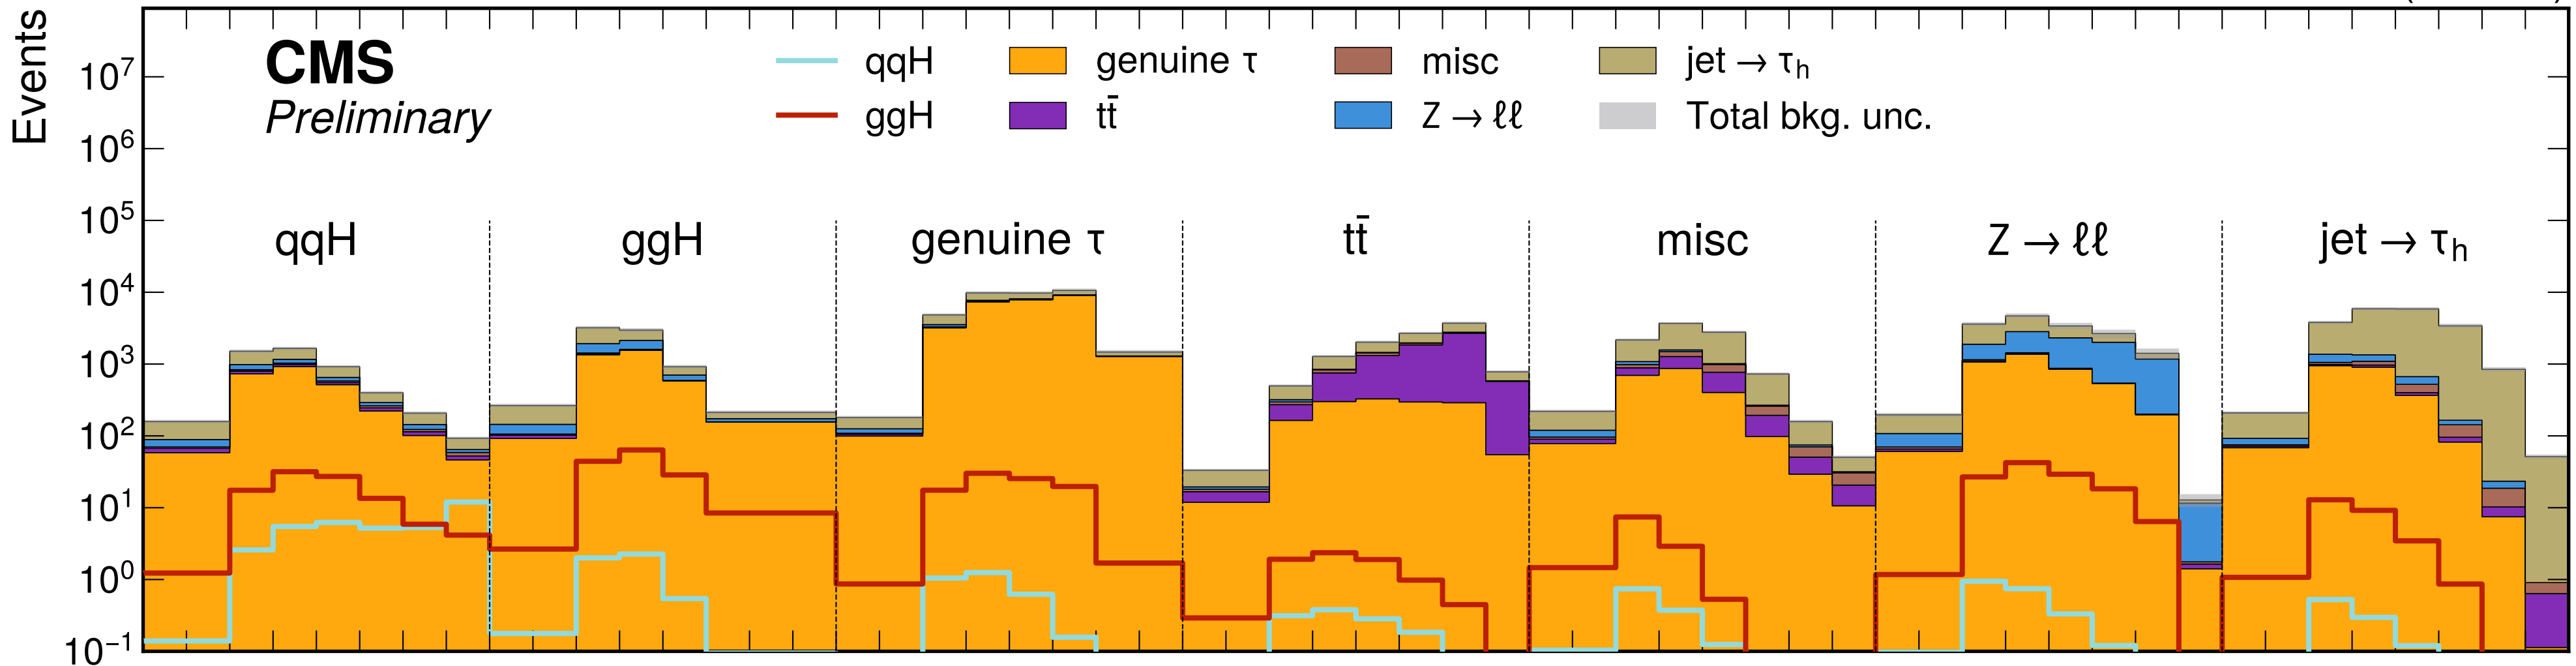 Events
CMS
Preliminary
qqH genuine τ misc jet → τh
ggH tt̄ Z → ℓℓ Total bkg. unc.
10⁷
10⁶
10⁵
qqH ggH genuine τ tt̄ misc Z → ℓℓ jet → τh
10⁴
10³
10²
10¹
10⁰
10⁻¹